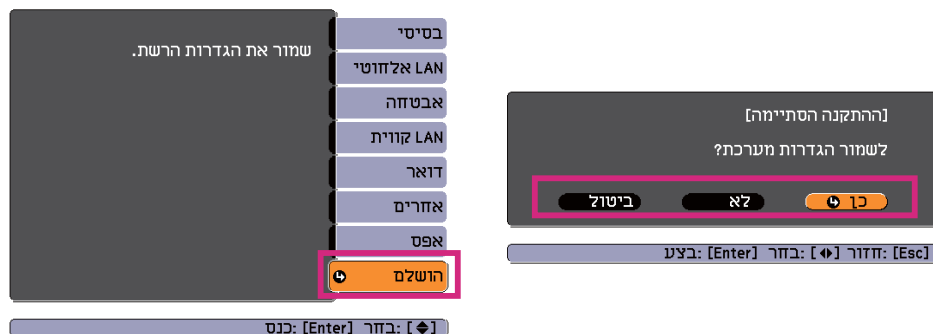 בסיסי
LAN אלחוטי
אבטחה
LAN קווית
דואר
אחרים
אפס
הושלם
שמור את הגדרות הרשת.
[ ] :בחר [Enter] :כנס
[ההתקנה הסתיימה]
לשמור הגדרות מערכת?
כן לא ביטול
[Esc] :חזור [ ] :בחר [Enter] :בצע